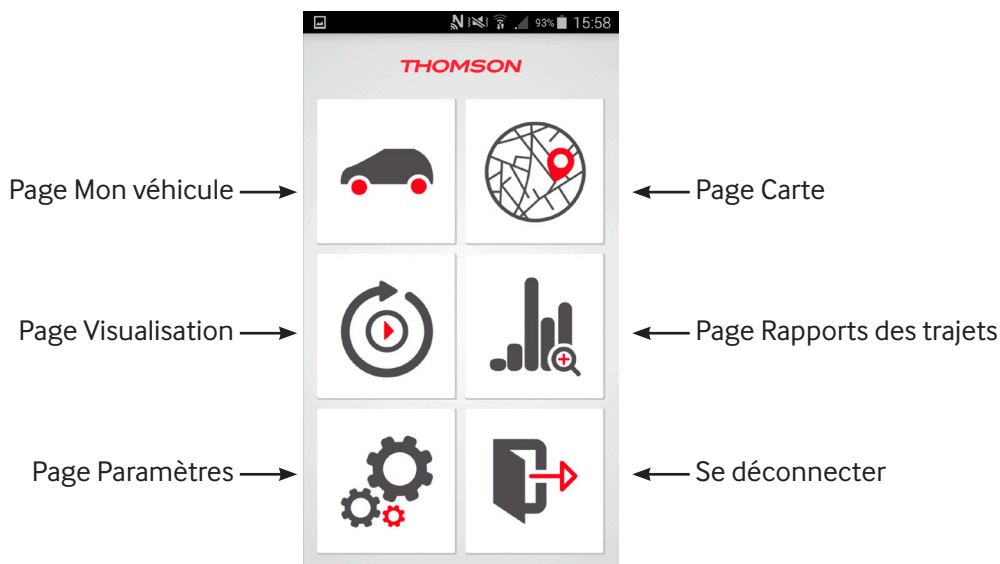 93% 15:58
THOMSON
Page Mon véhicule
Page Carte
Page Visualisation
Page Rapports des trajets
Page Paramètres
Se déconnecter